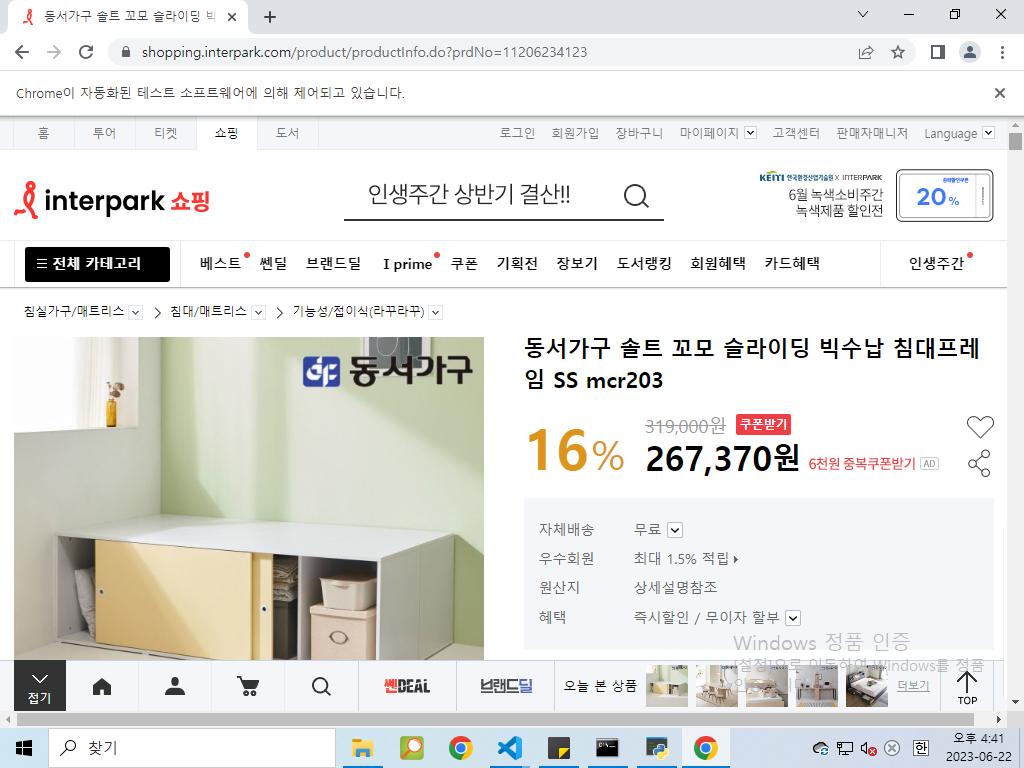 동서가구 솔트 꼬모 슬라이딩 빅
shopping.interpark.com/product/productInfo.do?prdNo=11206234123
Chrome이 자동화된 테스트 소프트웨어에 의해 제어되고 있습니다.
홈 투어 티켓 쇼핑 도서 로그인 회원가입 장바구니 마이페이지 고객센터 판매자매니저 Language
interpark 쇼핑
인생주간 상반기 결산!!
KEITI 한국환경산업기술원 X INTERPARK
6월 녹색소비주간
녹색제품 할인전
20%
전체 카테고리 베스트 쎈딜 브랜드딜 I prime 쿠폰 기획전 장보기 도서랭킹 회원혜택 카드혜택 인생주간
침실가구/매트리스 침대/매트리스 기능성/접이식(라꾸라꾸)
동서가구
동서가구 솔트 꼬모 슬라이딩 빅수납 침대프레
임 SS mcr203
16%
319,000원 쿠폰받기
267,370원 6천원 중복쿠폰받기 AD
자체배송 무료
우수회원 최대 1.5% 적립
원산지 상세설명참조
혜택 즉시할인 / 무이자 할부
Windows 정품 인증
[설정]으로 이동하여 Windows를 정품
접기
쎈DEAL
브랜드딜
오늘 본 상품
더보기
TOP
찾기
한
오후 4:41
2023-06-22